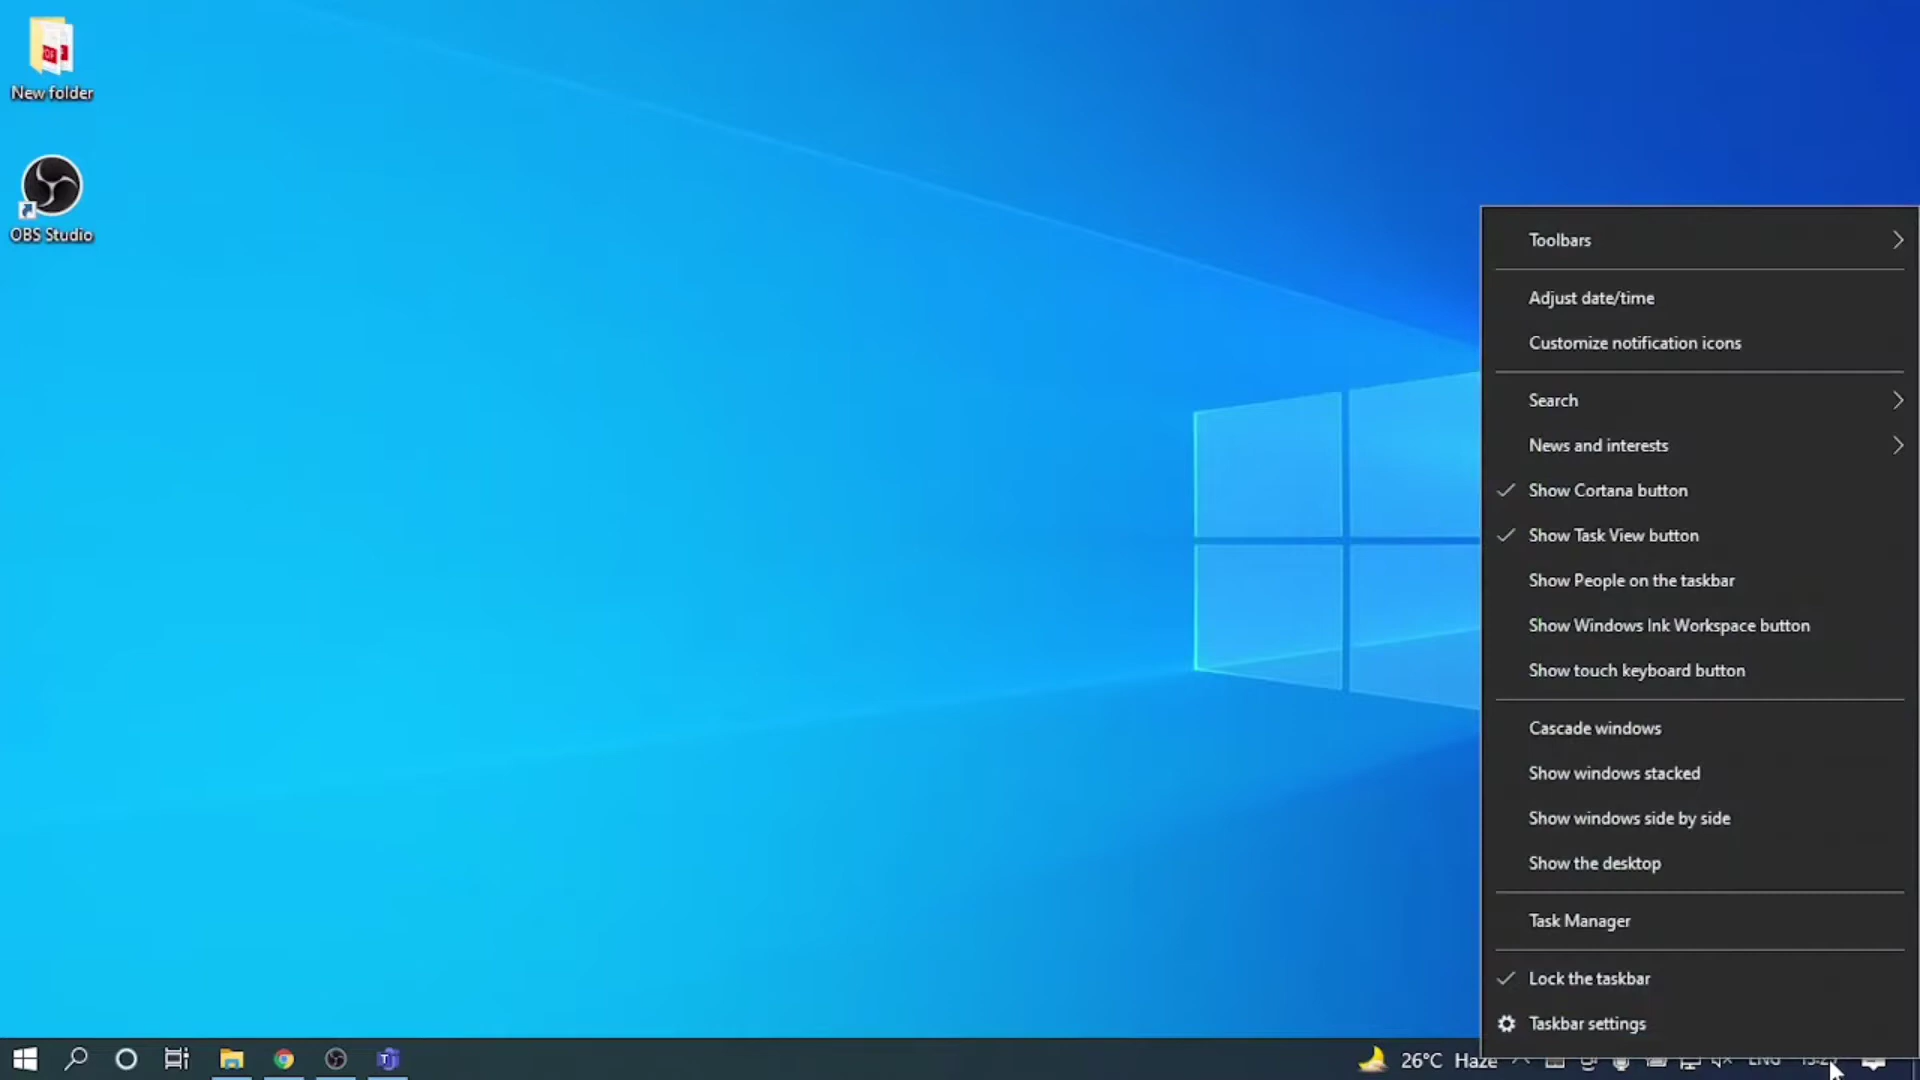 New folder
OBS Studio
Toolbars
Adjust date/time
Customize notification icons
Search
News and interests
Show Cortana button
Show Task View button
Show People on the taskbar
Show Windows Ink Workspace button
Show touch keyboard button
Cascade windows
Show windows stacked
Show windows side by side
Show the desktop
Task Manager
Lock the taskbar
Taskbar settings
26°C Haze ENG